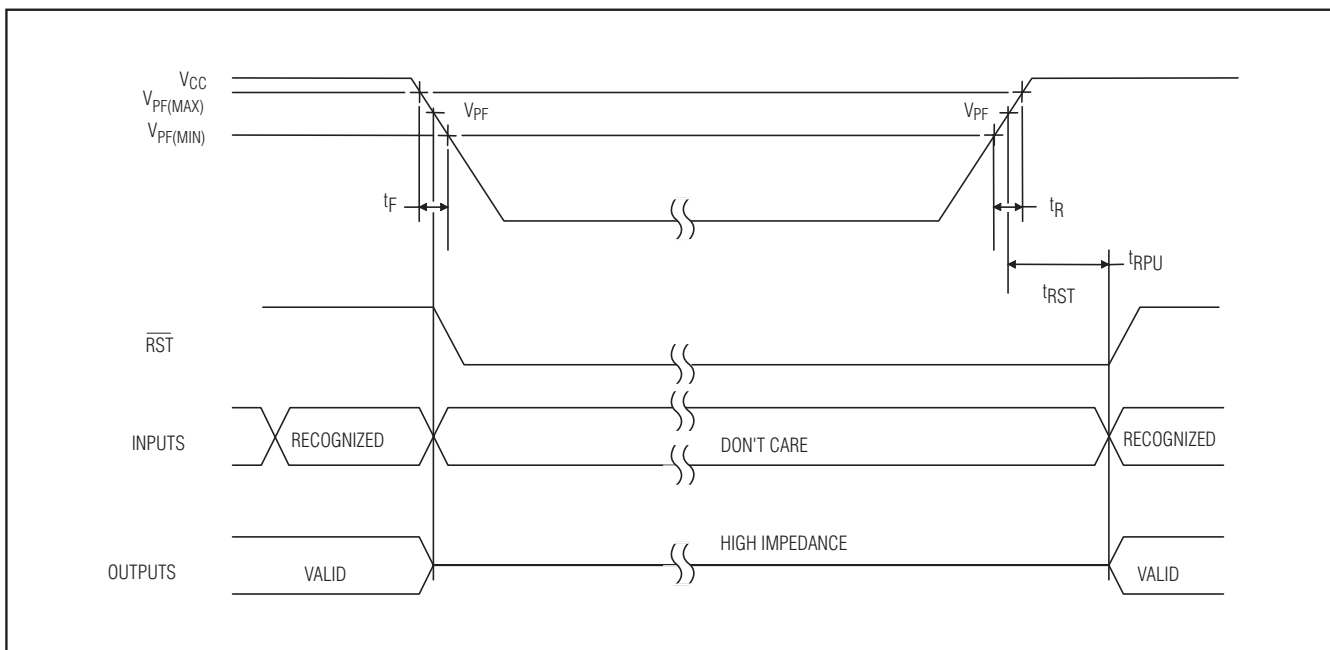 VCC
VPF(MAX)
VPF
VPF
VPF(MIN)
tF
tR
tRPU
tRST
RST
INPUTS
RECOGNIZED
DON'T CARE
RECOGNIZED
HIGH IMPEDANCE
OUTPUTS
VALID
VALID